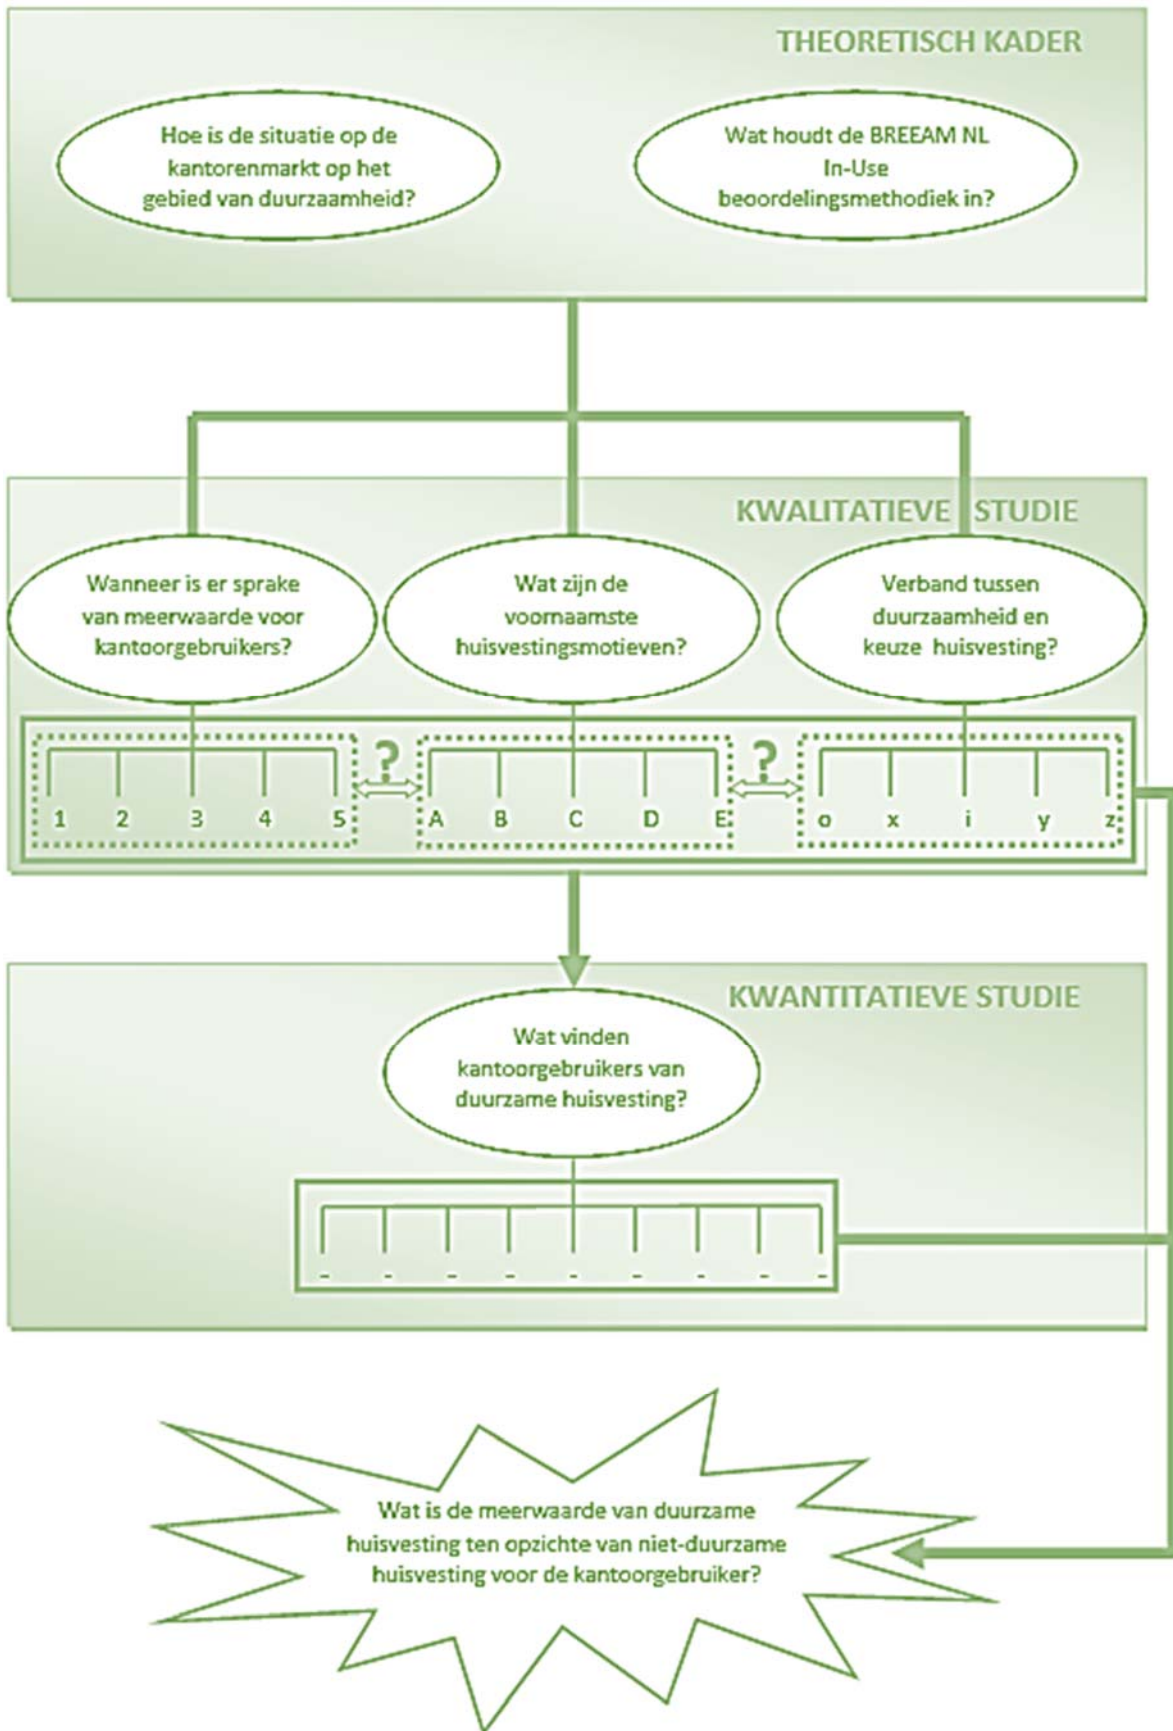 THEORETISCH KADER
Hoe is de situatie op de
kantorenmarkt op het
gebied van duurzaamheid?
Wat houdt de BREEAM NL
In-Use
beoordelingsmethodiek in?
KWALITATIEVE STUDIE
Wanneer is er sprake
van meerwaarde voor
kantoorgebruikers?
Wat zijn de
voornaamste
huisvestingsmotieven?
Verband tussen
duurzaamheid en
keuze huisvesting?
? ?
1 2 3 4 5 A B C D E o x i y z
KWANTITATIEVE STUDIE
Wat vinden
kantoorgebruikers van
duurzame huisvesting?
- - - - - - - - -
Wat is de meerwaarde van duurzame
huisvesting ten opzichte van niet-duurzame
huisvesting voor de kantoorgebruiker?